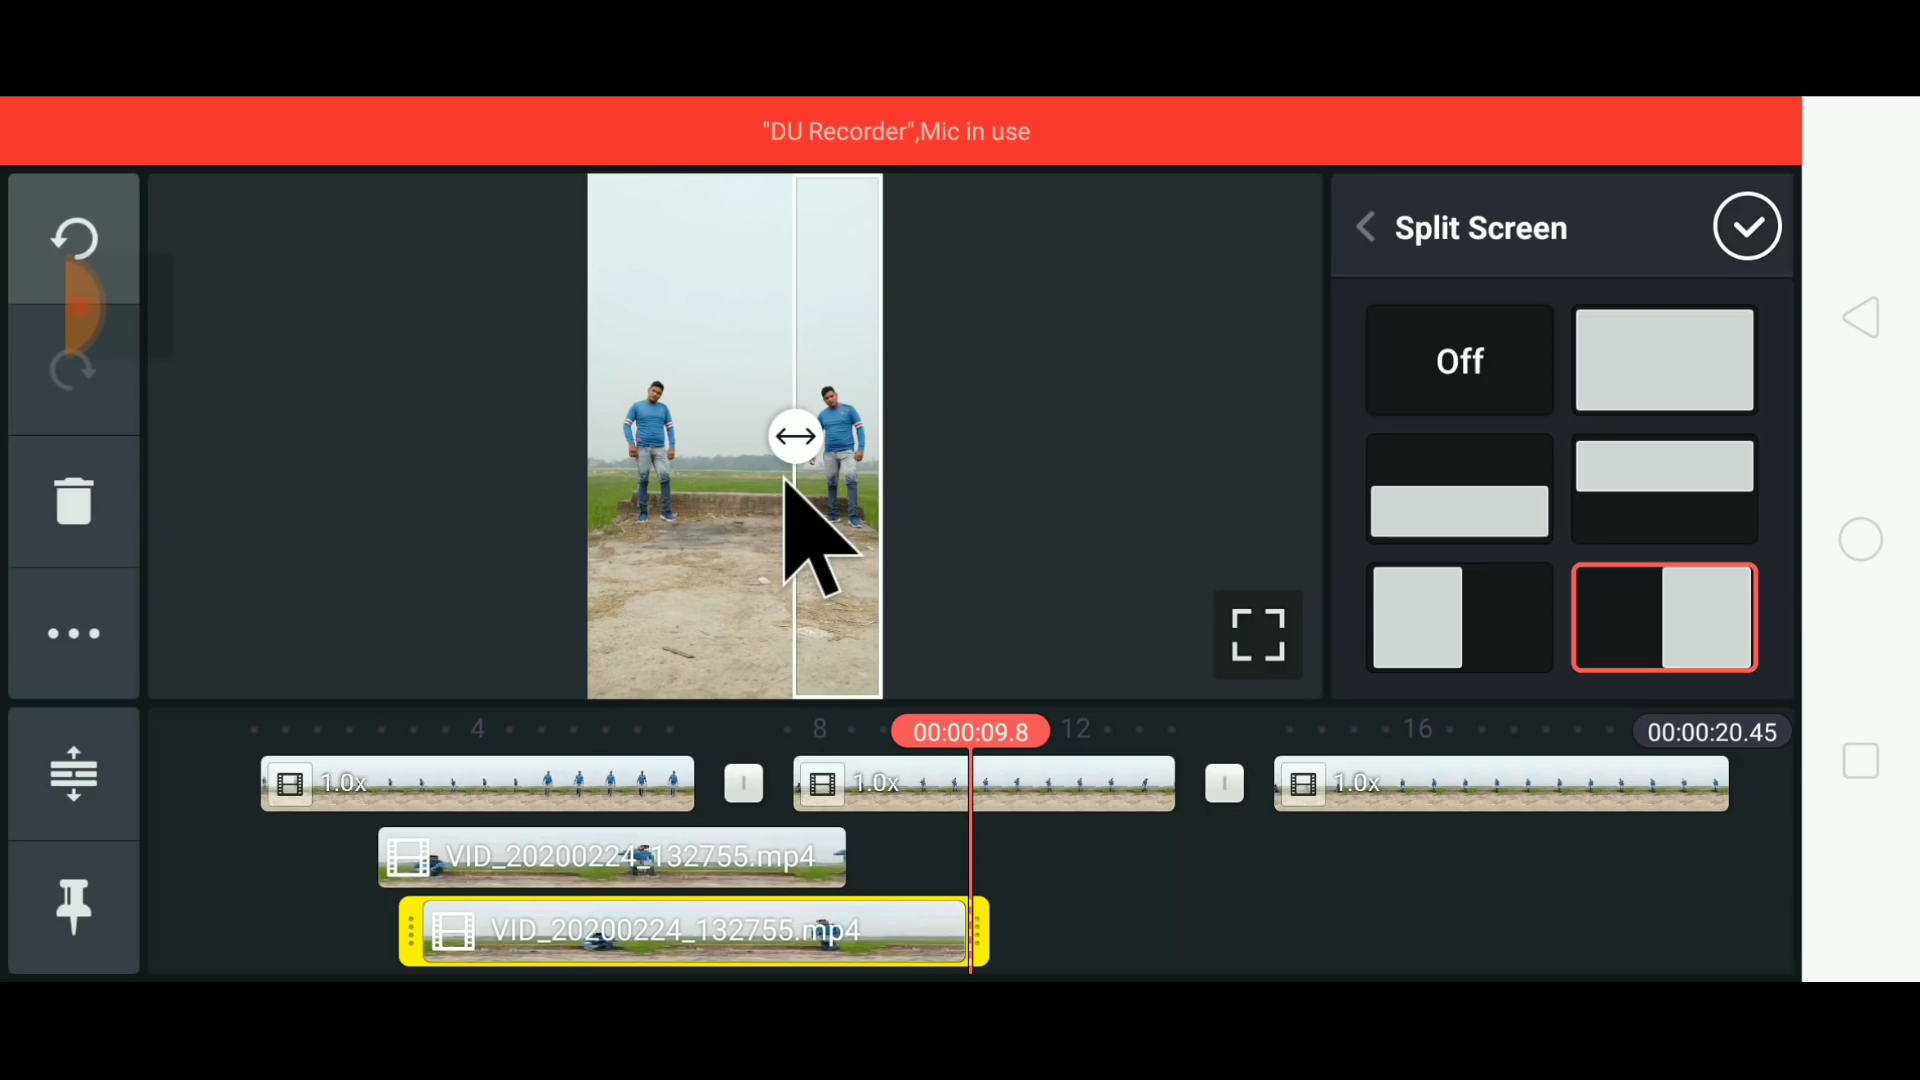 "DU Recorder",Mic in use
Split Screen
Off
4
8
00:00:09.8
12
16
00:00:20.45
1.0x
1.0x
1.0x
VID_20200224_132755.mp4
VID_20200224_132755.mp4